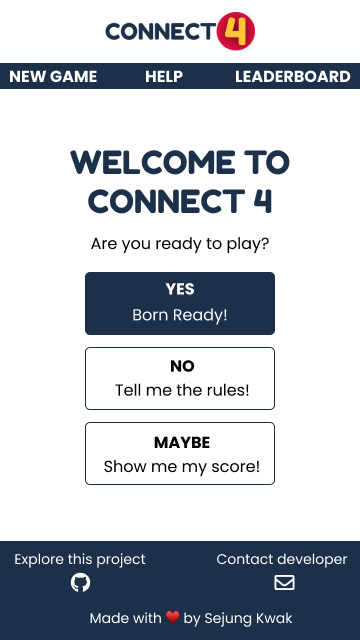 CONNECT 4
NEW GAME HELP LEADERBOARD
WELCOME TO
CONNECT 4
Are you ready to play?
YES
Born Ready!
NO
Tell me the rules!
MAYBE
Show me my score!
Explore this project Contact developer
Made with ❤️ by Sejung Kwak